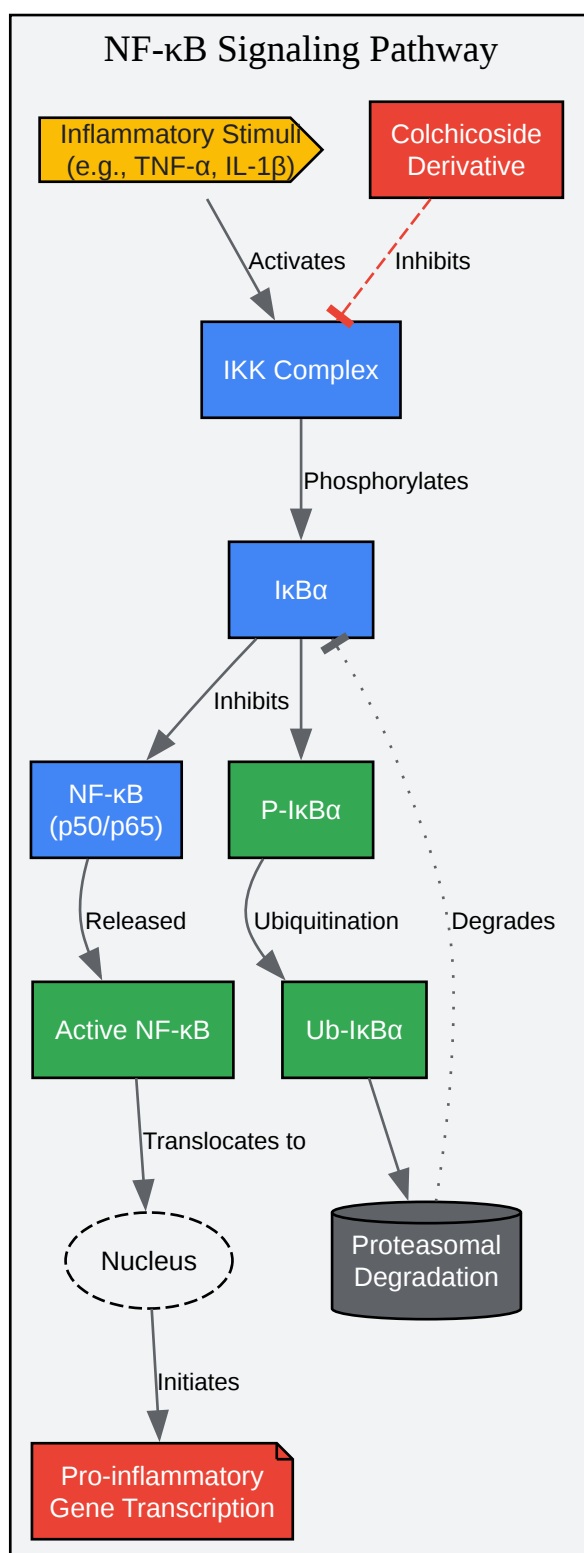 NF-κB Signaling Pathway
Inflammatory Stimuli
(e.g., TNF-α, IL-1β)
Colchicoside
Derivative
Activates
Inhibits
IKK Complex
Phosphorylates
IκBα
Inhibits
NF-κB
(p50/p65)
P-IκBα
Released
Ubiquitination
Degrades
Active NF-κB
Ub-IκBα
Translocates to
Nucleus
Proteasomal
Degradation
Initiates
Pro-inflammatory
Gene Transcription